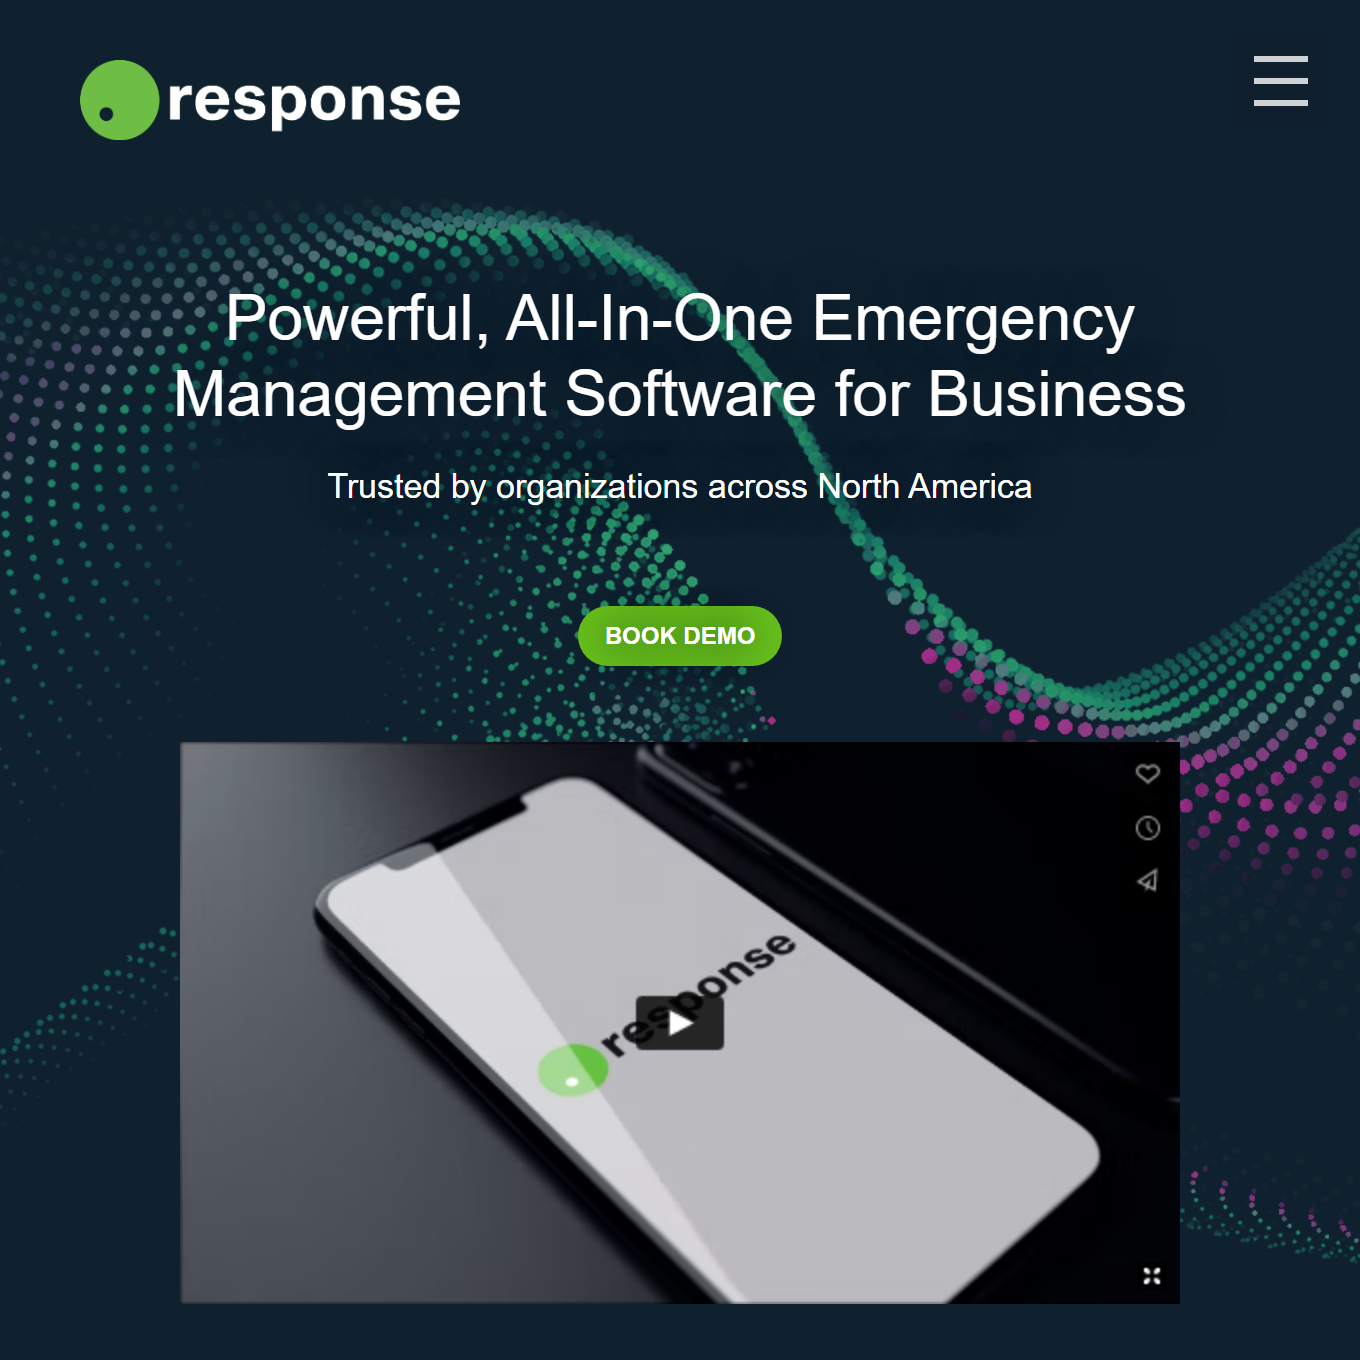 response
Powerful, All-In-One Emergency
Management Software for Business
Trusted by organizations across North America
BOOK DEMO
response